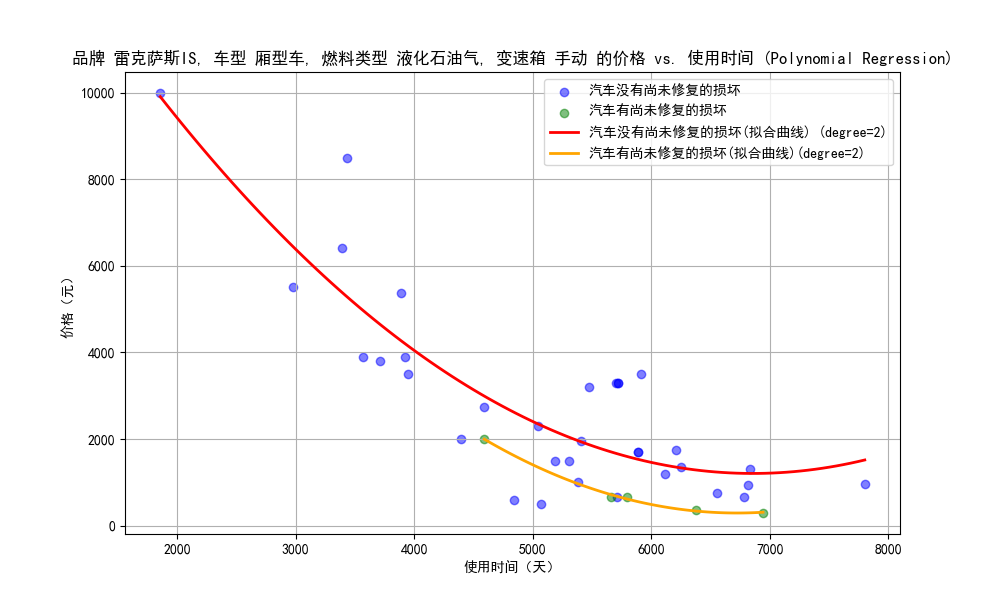 品牌 雷克萨斯IS, 车型 厢型车, 燃料类型 液化石油气, 变速箱 手动 的价格 vs. 使用时间 (Polynomial Regression)
汽车没有尚未修复的损坏
汽车有尚未修复的损坏
汽车没有尚未修复的损坏(拟合曲线) (degree=2)
汽车有尚未修复的损坏(拟合曲线)(degree=2)
价格（元）
10000
8000
6000
4000
2000
0
2000 3000 4000 5000 6000 7000 8000
使用时间（天）